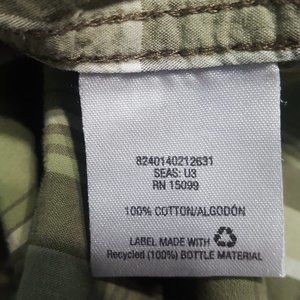 8240140212631
SEAS: U3
RN 15099
100% COTTON/ALGODÓN
LABEL MADE WITH
Recycled (100%) BOTTLE MATERIAL